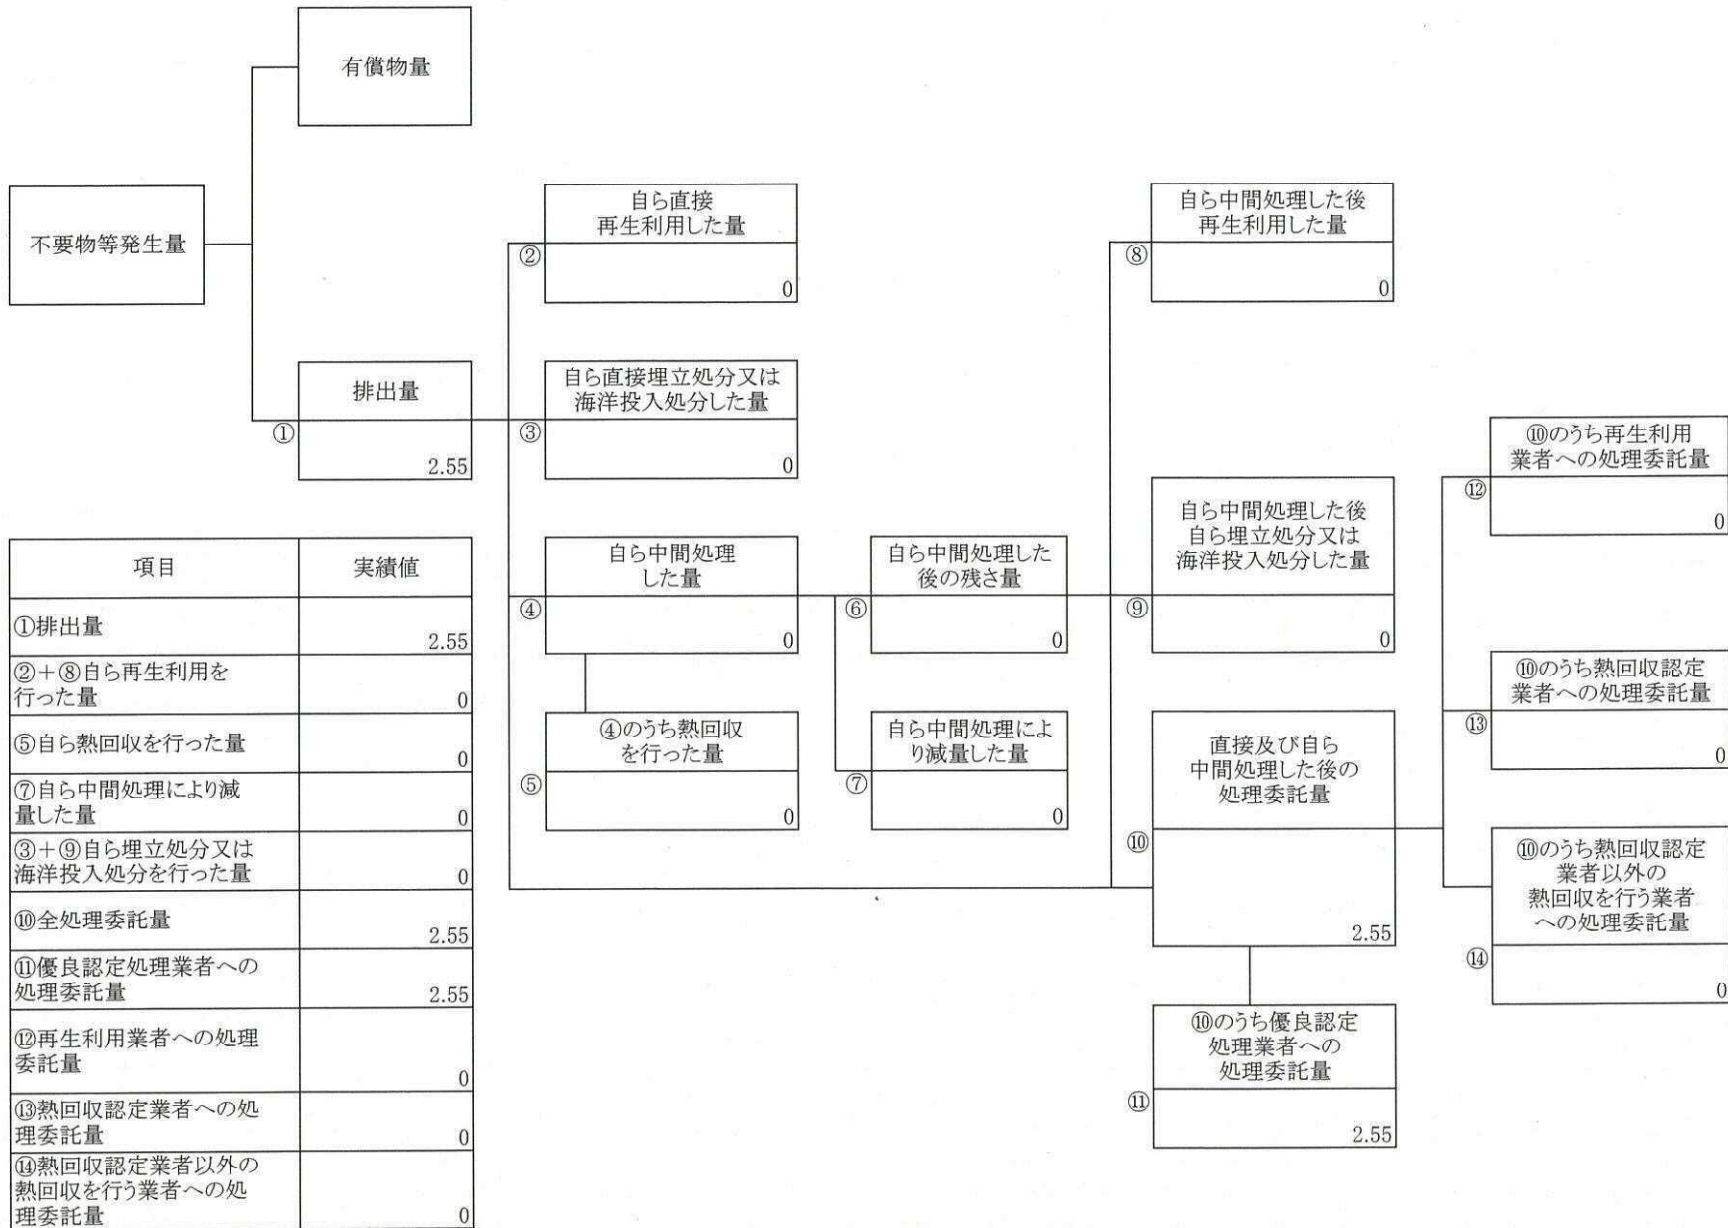 有償物量
不要物等発生量
排出量
①
2.55
自ら直接
再生利用した量
②
0
自ら直接埋立処分又は
海洋投入処分した量
③
0
自ら中間処理
した量
④
0
④のうち熱回収
を行った量
⑤
0
自ら中間処理した
後の残さ量
⑥
0
自ら中間処理によ
り減量した量
⑦
0
自ら中間処理した後
再生利用した量
⑧
0
自ら中間処理した後
自ら埋立処分又は
海洋投入処分した量
⑨
0
直接及び自ら
中間処理した後の
処理委託量
⑩
2.55
⑩のうち優良認定
処理業者への
処理委託量
⑪
2.55
⑩のうち再生利用
業者への処理委託量
⑫
0
⑩のうち熱回収認定
業者への処理委託量
⑬
0
⑩のうち熱回収認定
業者以外の
熱回収を行う業者
への処理委託量
⑭
0
項目 実績値
①排出量 2.55
②+⑧自ら再生利用を
行った量 0
⑤自ら熱回収を行った量 0
⑦自ら中間処理により減
量した量 0
③+⑨自ら埋立処分又は
海洋投入処分を行った量 0
⑩全処理委託量 2.55
⑪優良認定処理業者への
処理委託量 2.55
⑫再生利用業者への処理
委託量 0
⑬熱回収認定業者への処
理委託量 0
⑭熱回収認定業者以外の
熱回収を行う業者への処
理委託量 0